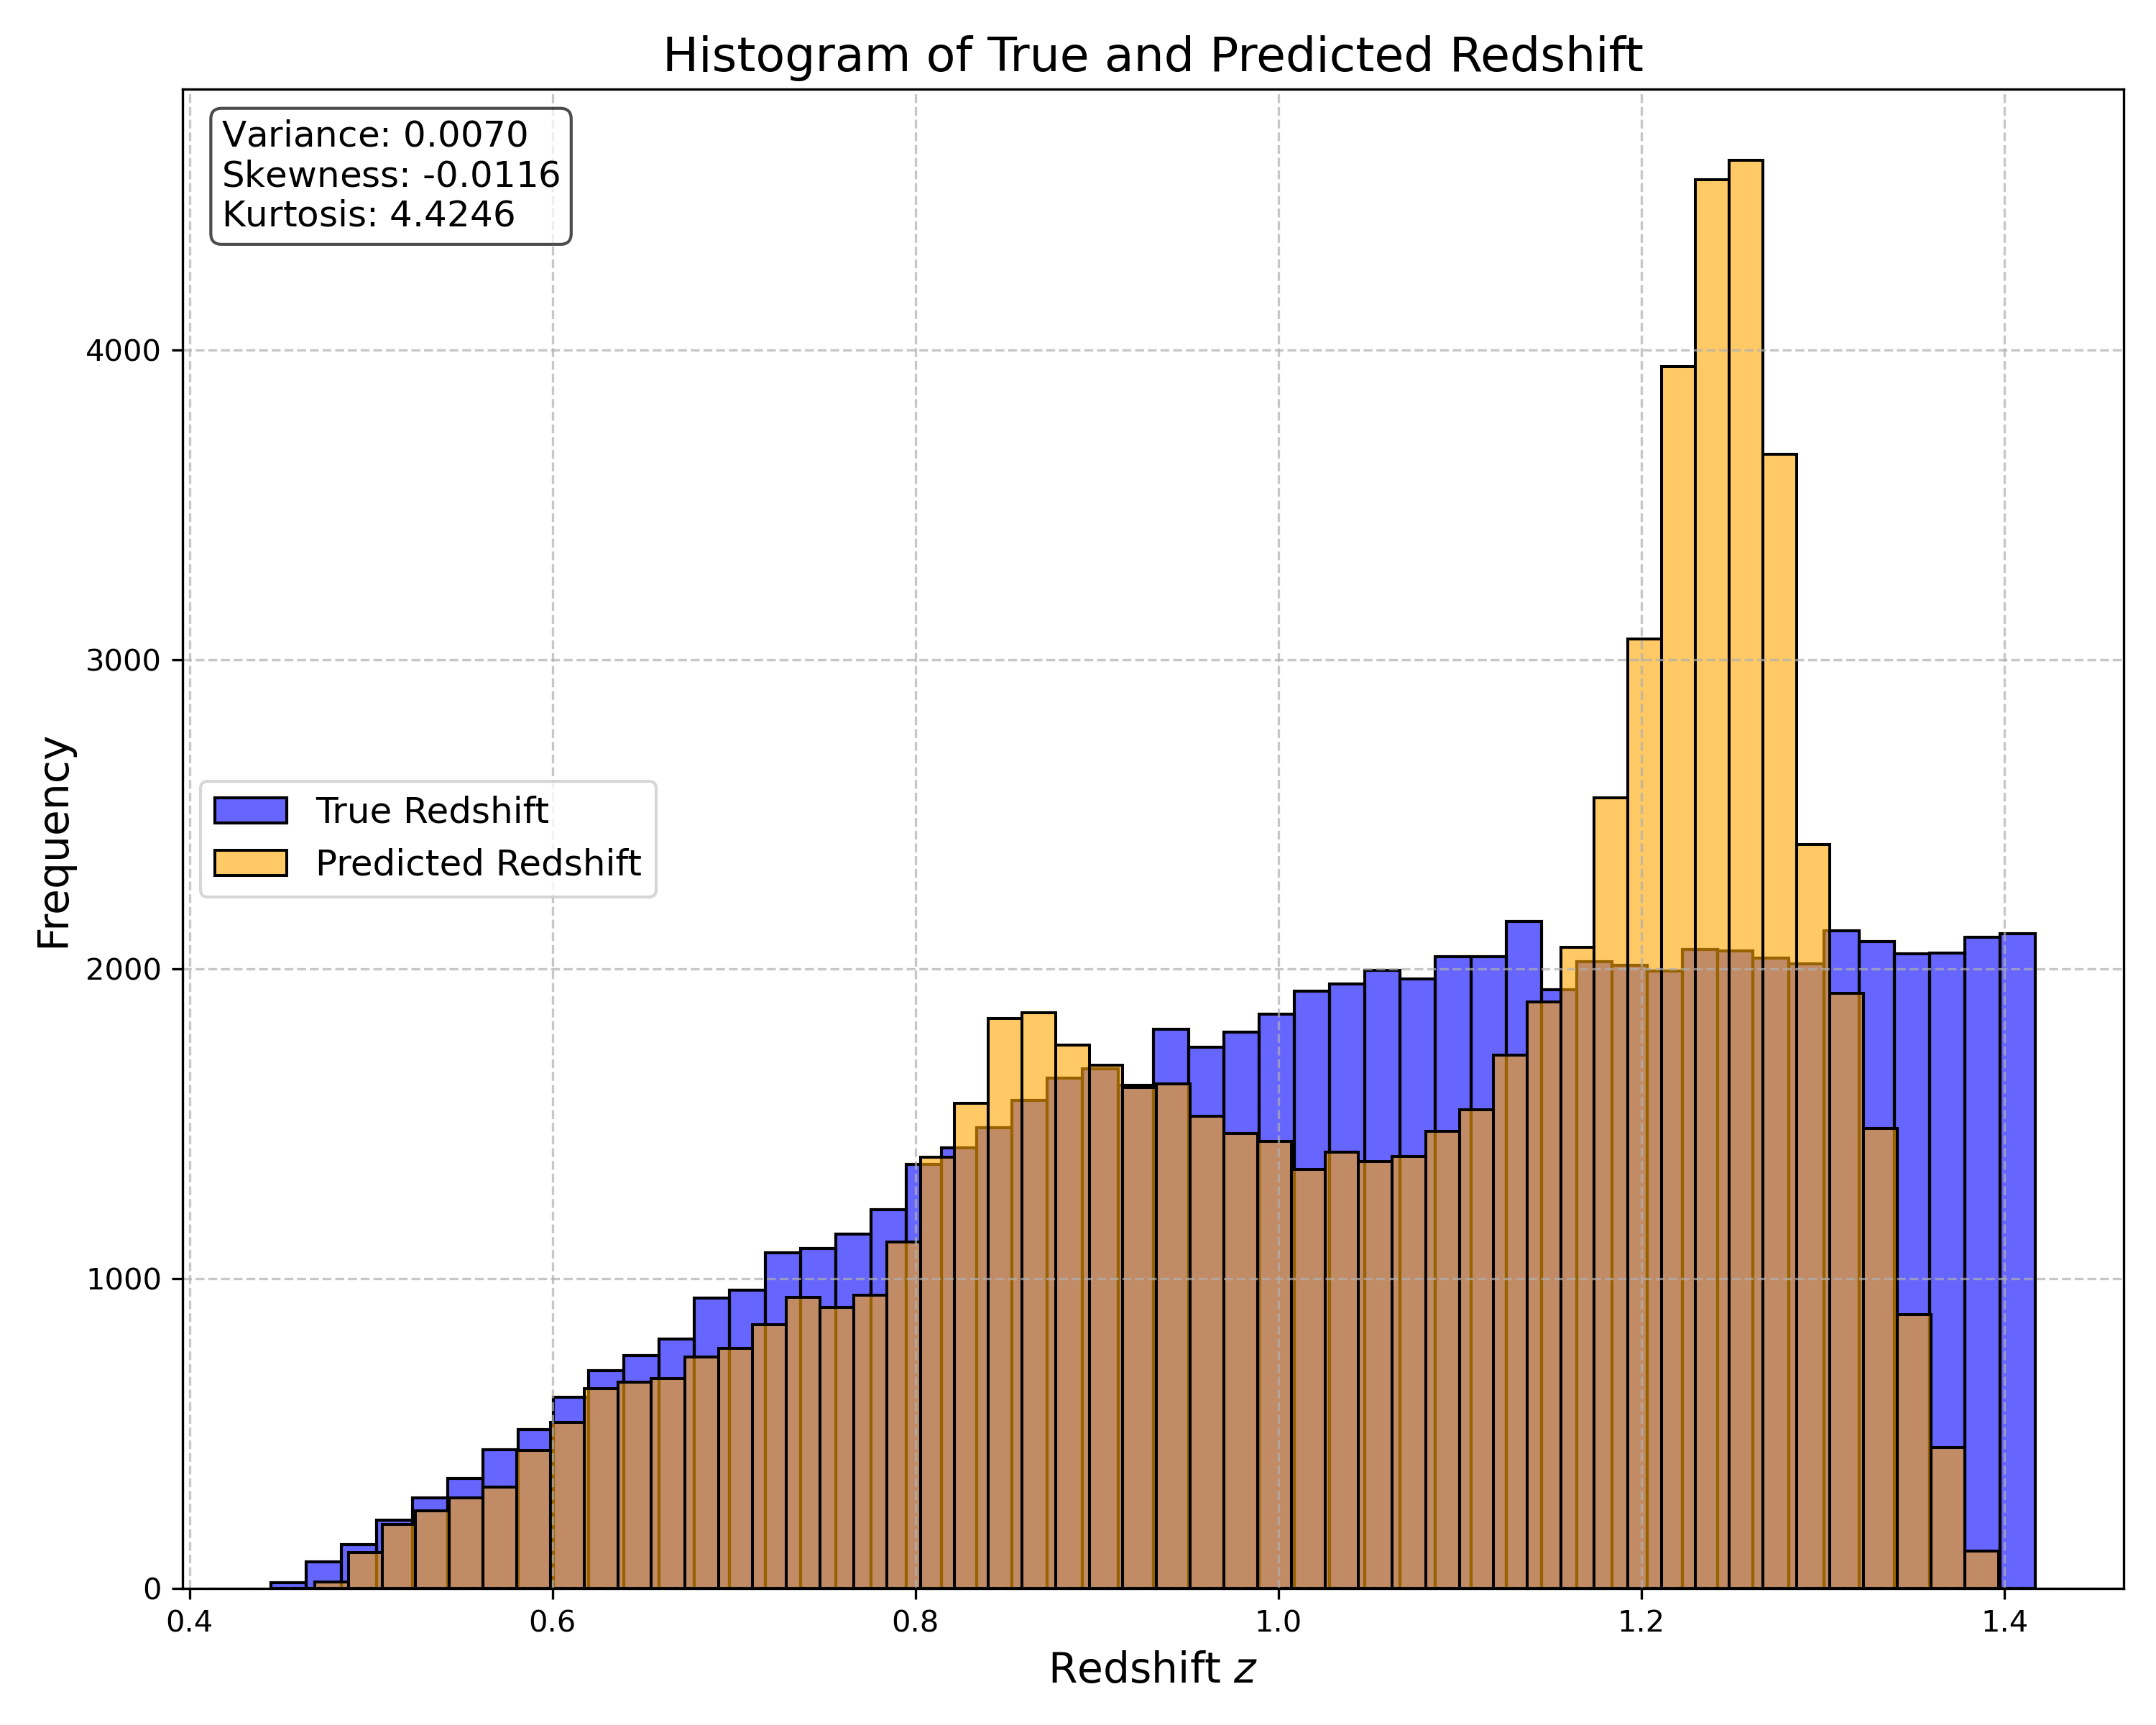 Histogram of True and Predicted Redshift
Variance: 0.0070
Skewness: -0.0116
Kurtosis: 4.4246
4000
3000
2000
1000
0
Frequency
True Redshift
Predicted Redshift
0.4 0.6 0.8 1.0 1.2 1.4
Redshift z